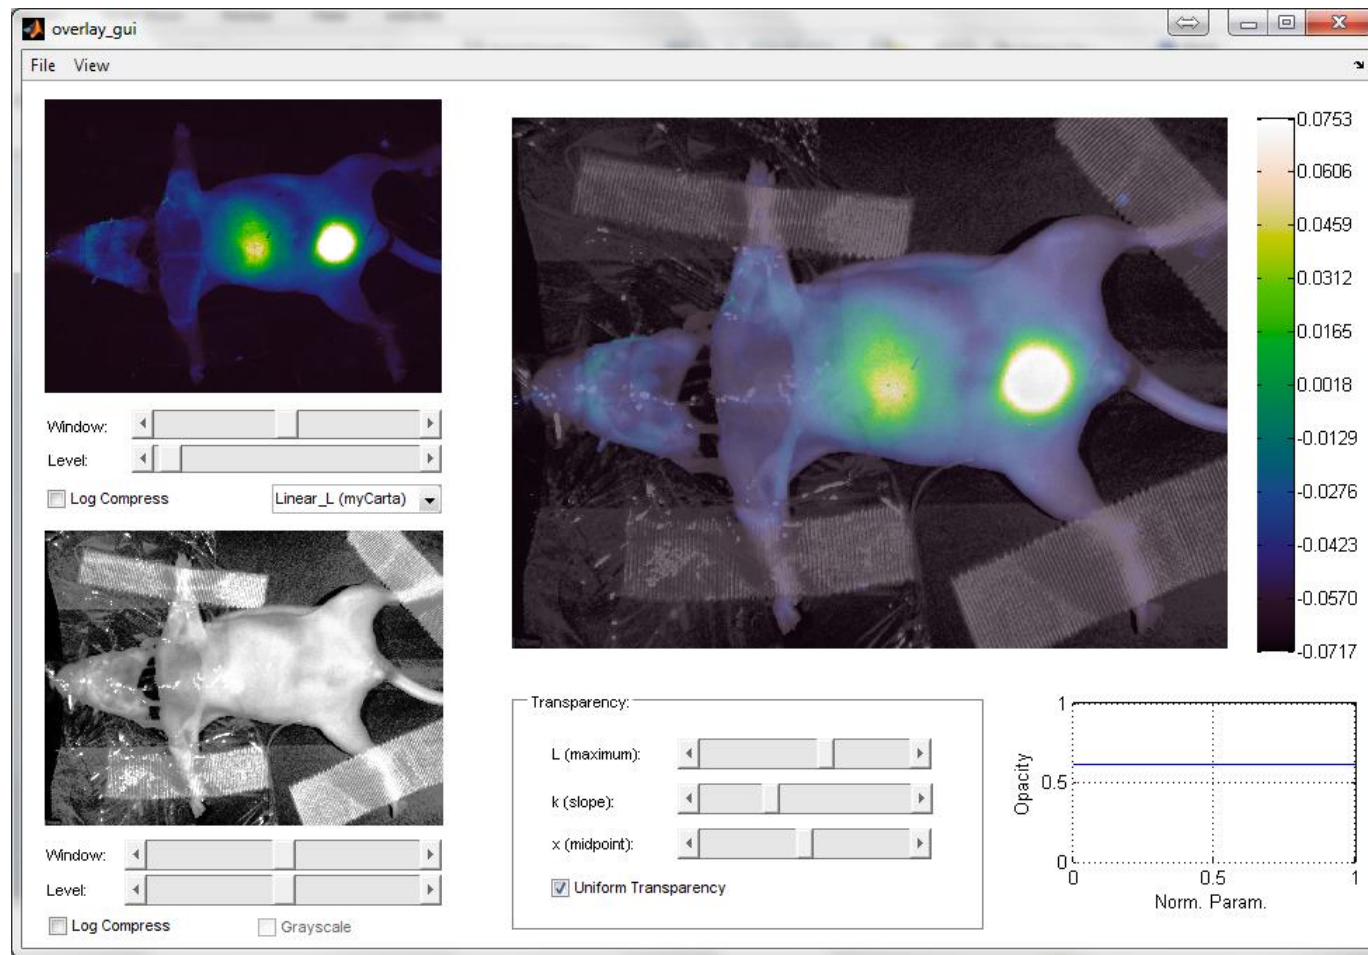 overlay_gui
File View
Window:
Level:
Log Compress
Linear_L (myCarta)
Window:
Level:
Log Compress
Grayscale
0.0753
0.0606
0.0459
0.0312
0.0165
0.0018
-0.0129
-0.0276
-0.0423
-0.0570
-0.0717
Transparency:
L (maximum):
k (slope):
x (midpoint):
Uniform Transparency
1
0.5
0
Opacity
0 0.5 1
Norm. Param.